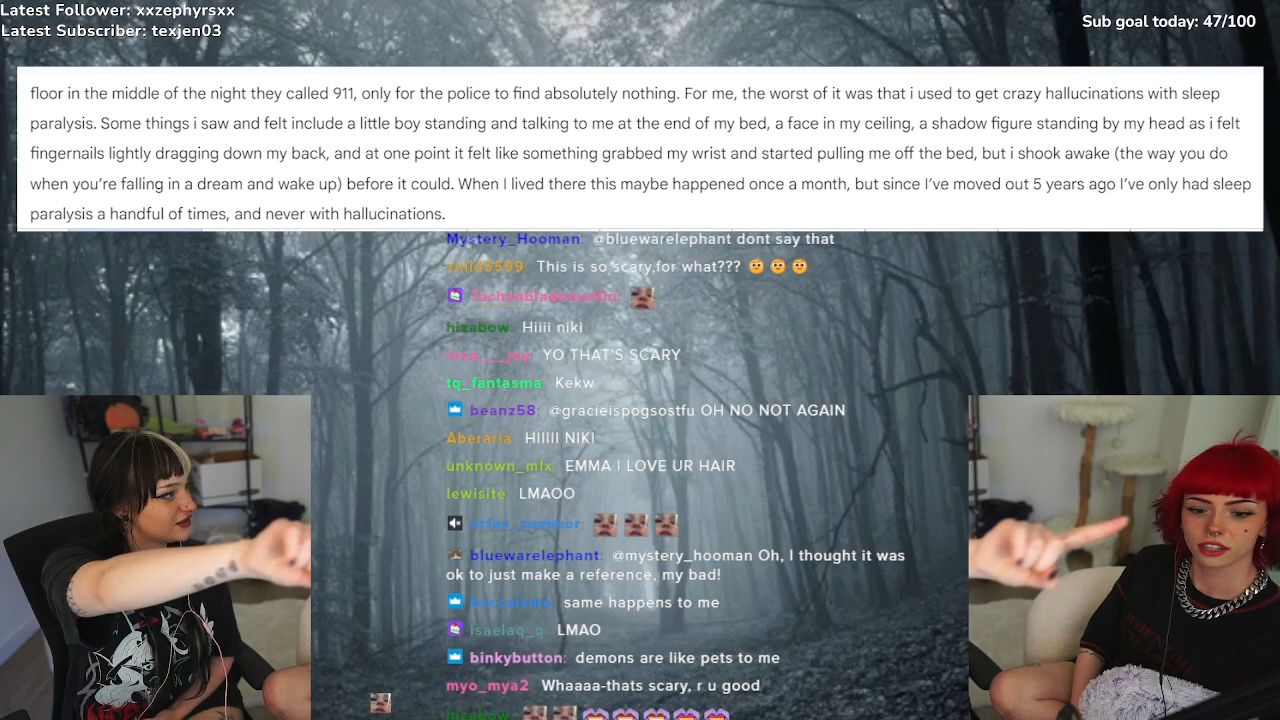 Latest Follower: xxzephyrsxx
Latest Subscriber: texjen03
Sub goal today: 47/100
floor in the middle of the night they called 911, only for the police to find absolutely nothing. For me, the worst of it was that i used to get crazy hallucinations with sleep
paralysis. Some things i saw and felt include a little boy standing and talking to me at the end of my bed, a face in my ceiling, a shadow figure standing by my head as i felt
fingernails lightly dragging down my back, and at one point it felt like something grabbed my wrist and started pulling me off the bed, but i shook awake (the way you do
when you're falling in a dream and wake up) before it could. When I lived there this maybe happened once a month, but since I've moved out 5 years ago I've only had sleep
paralysis a handful of times, and never with hallucinations.
Mystery_Hooman: @bluewarelephant dont say that
This is so scary,for what???
hizabow: Hiiii niki
love___joy: YO THAT'S SCARY
tq_fantasma: Kekw
beanz58: @gracieispogsostfu OH NO NOT AGAIN
Aberaria: HIIIII NIKI
unknown_mlx: EMMA I LOVE UR HAIR
lewisite: LMAOO
bluewarelephant: @mystery_hooman Oh, I thought it was
ok to just make a reference, my bad!
same happens to me
isaelaq_q: LMAO
binkybutton: demons are like pets to me
myo_mya2: Whaaaa-thats scary, r u good
hizabow: